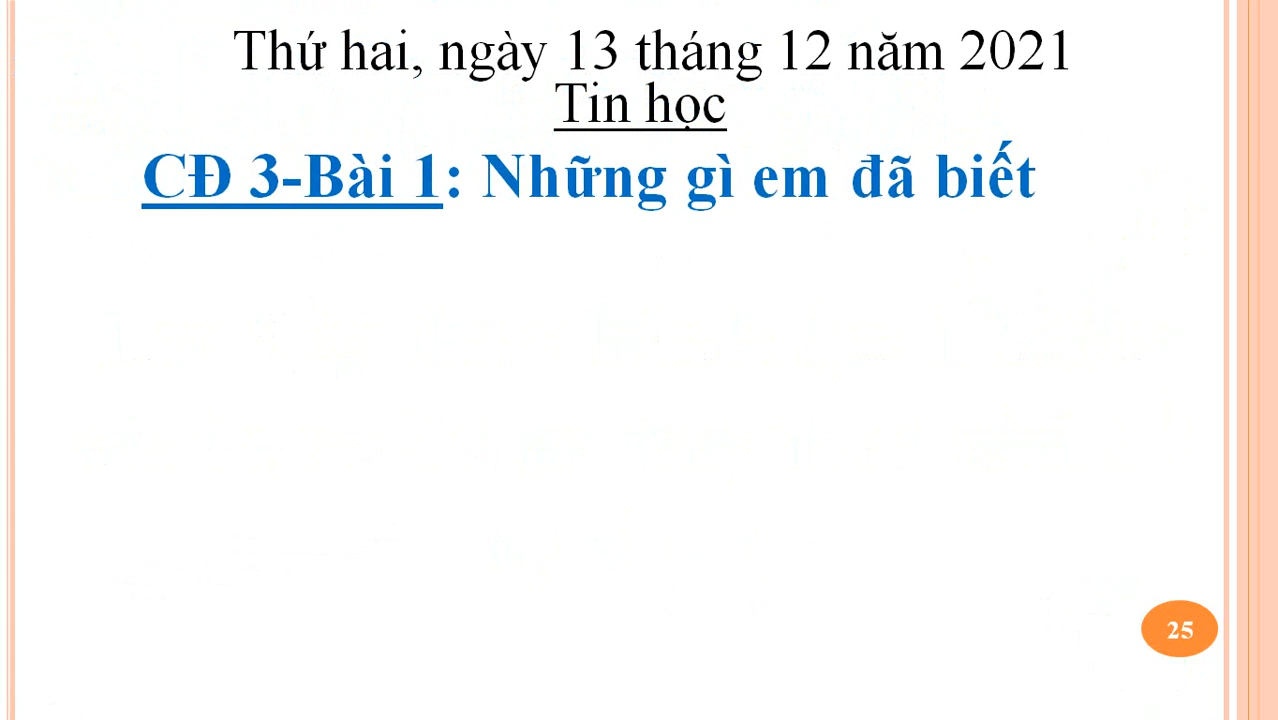 Thứ hai, ngày 13 tháng 12 năm 2021
Tin học
CĐ 3-Bài 1: Những gì em đã biết
25